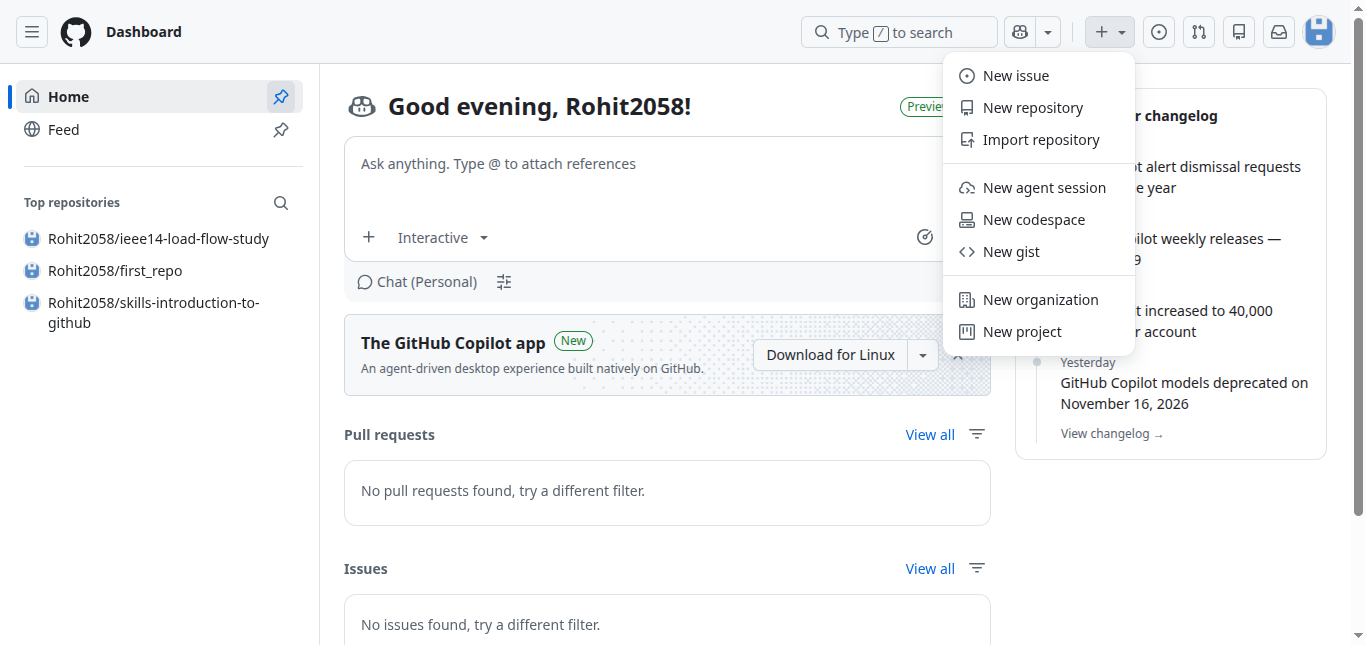 Dashboard
Type / to search
Home
Feed
Top repositories
Rohit2058/ieee14-load-flow-study
Rohit2058/first_repo
Rohit2058/skills-introduction-to-
github
Good evening, Rohit2058!
Ask anything. Type @ to attach references
Interactive
Chat (Personal)
The GitHub Copilot app
New
An agent-driven desktop experience built natively on GitHub.
Download for Linux
Pull requests
View all
No pull requests found, try a different filter.
Issues
View all
No issues found, try a different filter.
New issue
New repository
Import repository
New agent session
New codespace
New gist
New organization
New project
changelog
alert dismissal requests
year
weekly releases —
increased to 40,000
account
Yesterday
GitHub Copilot models deprecated on
November 16, 2026
View changelog →